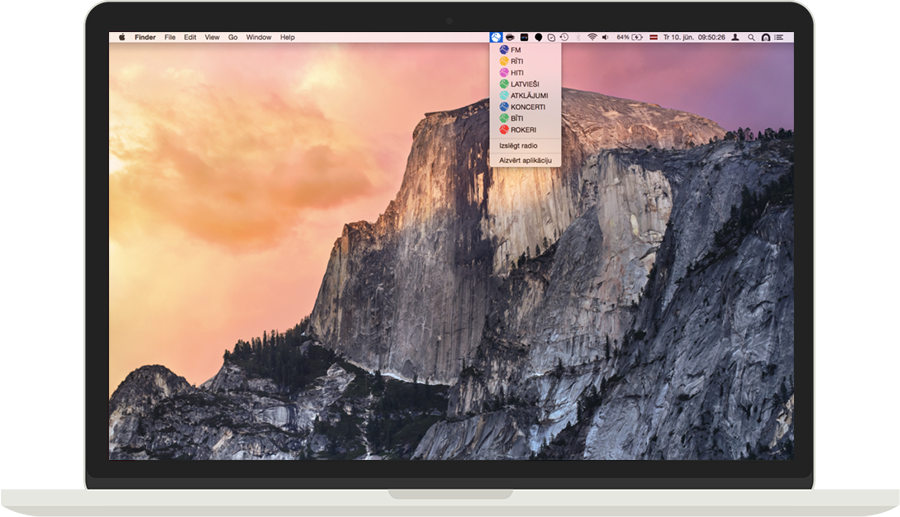 Finder File Edit View Go Window Help 64% Tr 10. jūn. 09:50:26
FM
RĪTI
HITI
LATVIEŠI
ATKLĀJUMI
KONCERTI
BĪTI
ROKERI
Izslēgt radio
Aizvērt aplikāciju